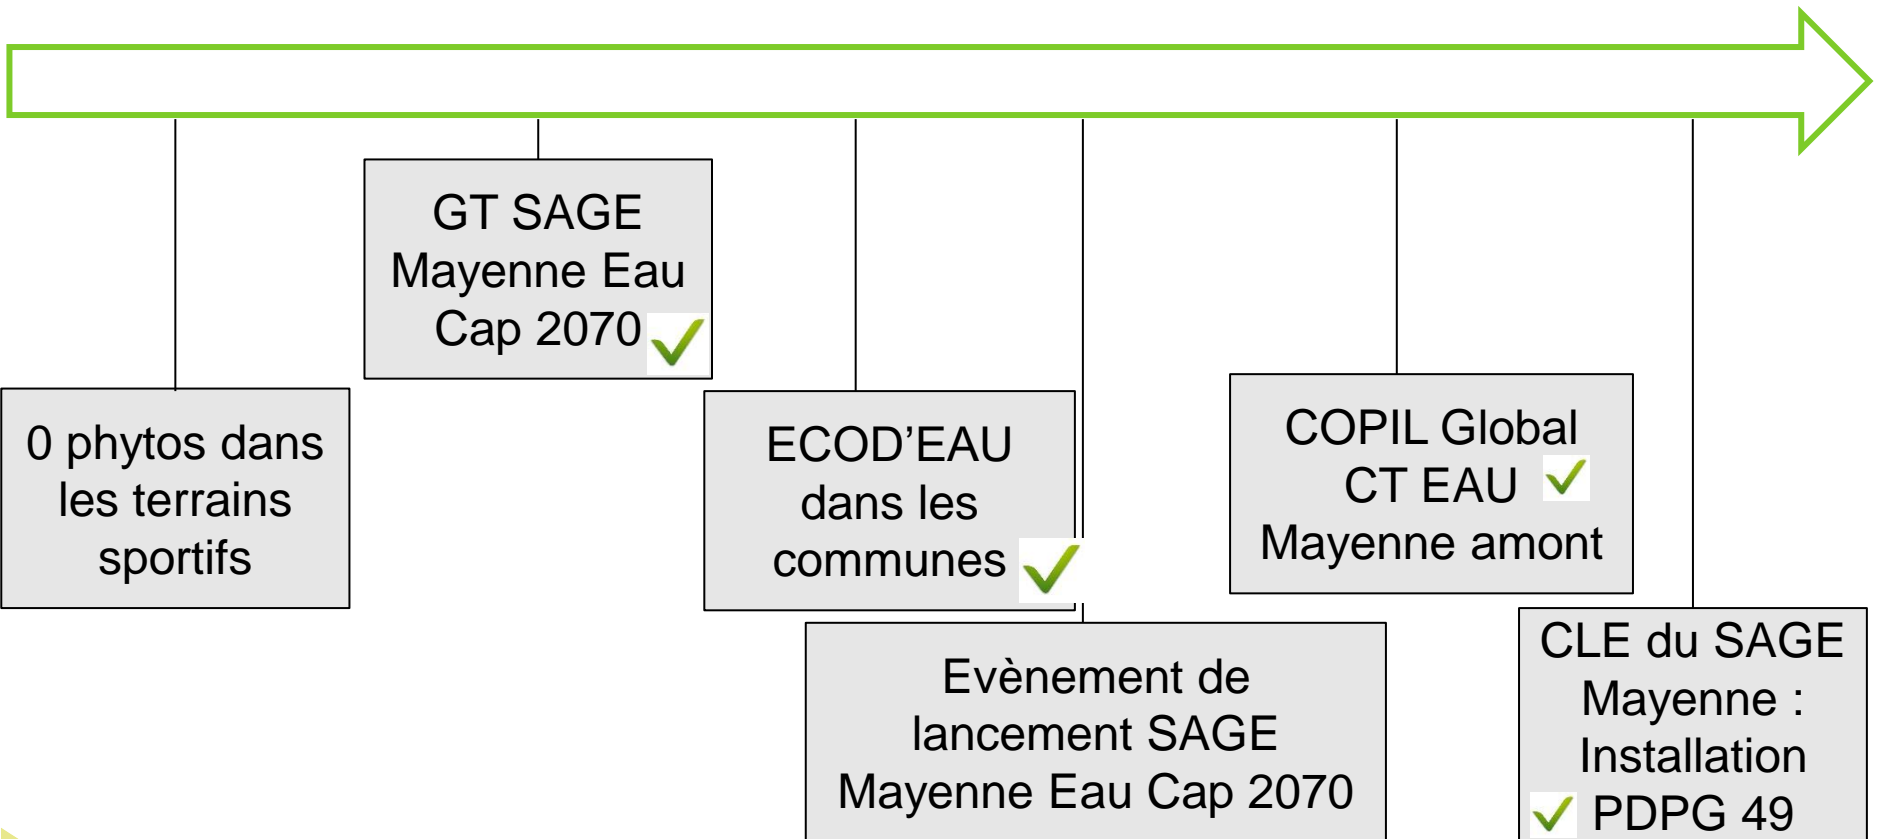 GT SAGE
Mayenne Eau
Cap 2070
0 phytos dans
les terrains
sportifs
ECOD’EAU
dans les
communes
COPIL Global
CT EAU
Mayenne amont
Evènement de
lancement SAGE
Mayenne Eau Cap 2070
CLE du SAGE
Mayenne :
Installation
PDPG 49